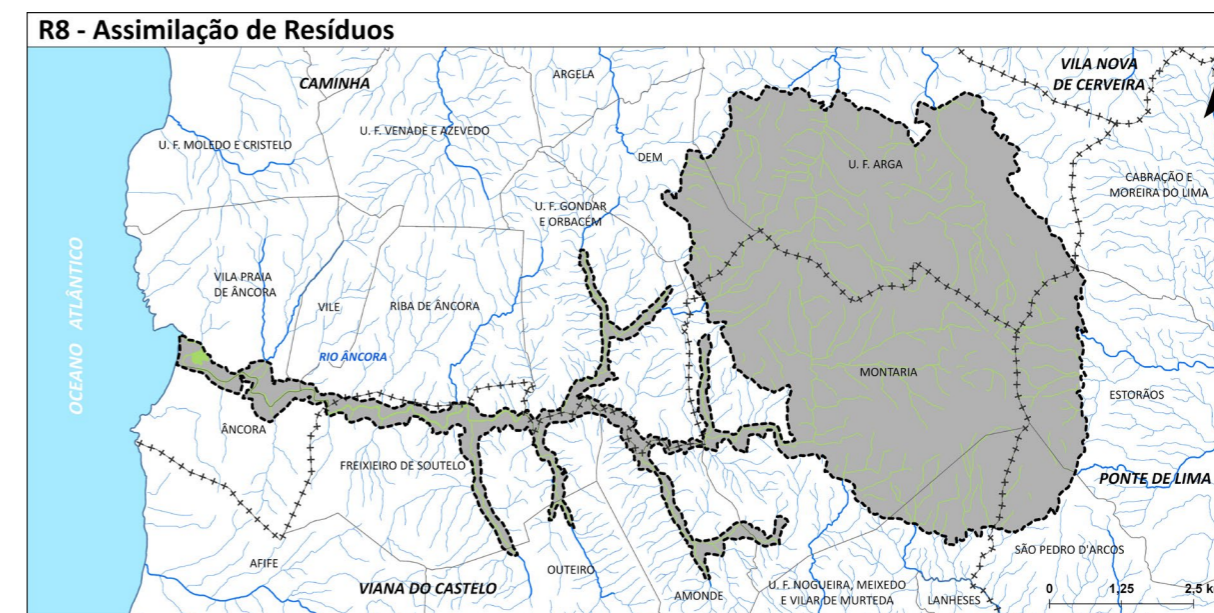 R8 - Assimilação de Resíduos
CAMINHA
ARGELA
VILA NOVA
DE CERVEIRA
U. F. VENADE E AZEVEDO
U. F. MOLEDO E CRISTELO
DEM
U. F. ARGA
CABRAÇÃO E
MOREIRA DO LIMA
U. F. GONDAR
E ORBACÉM
OCEANO ATLÂNTICO
VILA PRAIA
DE ÂNCORA
VILE
RIBA DE ÂNCORA
RIO ÂNCORA
MONTARIA
ESTORÃOS
ÂNCORA
FREIXIEIRO DE SOUTELO
PONTE DE LIMA
SÃO PEDRO D'ARCOS
AFIFE
OUTEIRO
VIANA DO CASTELO
AMONDE
U. F. NOGUEIRA, MEIXEDO
E VILAR DE MURTEDA
LANHESES
0 1,25 2,5 k